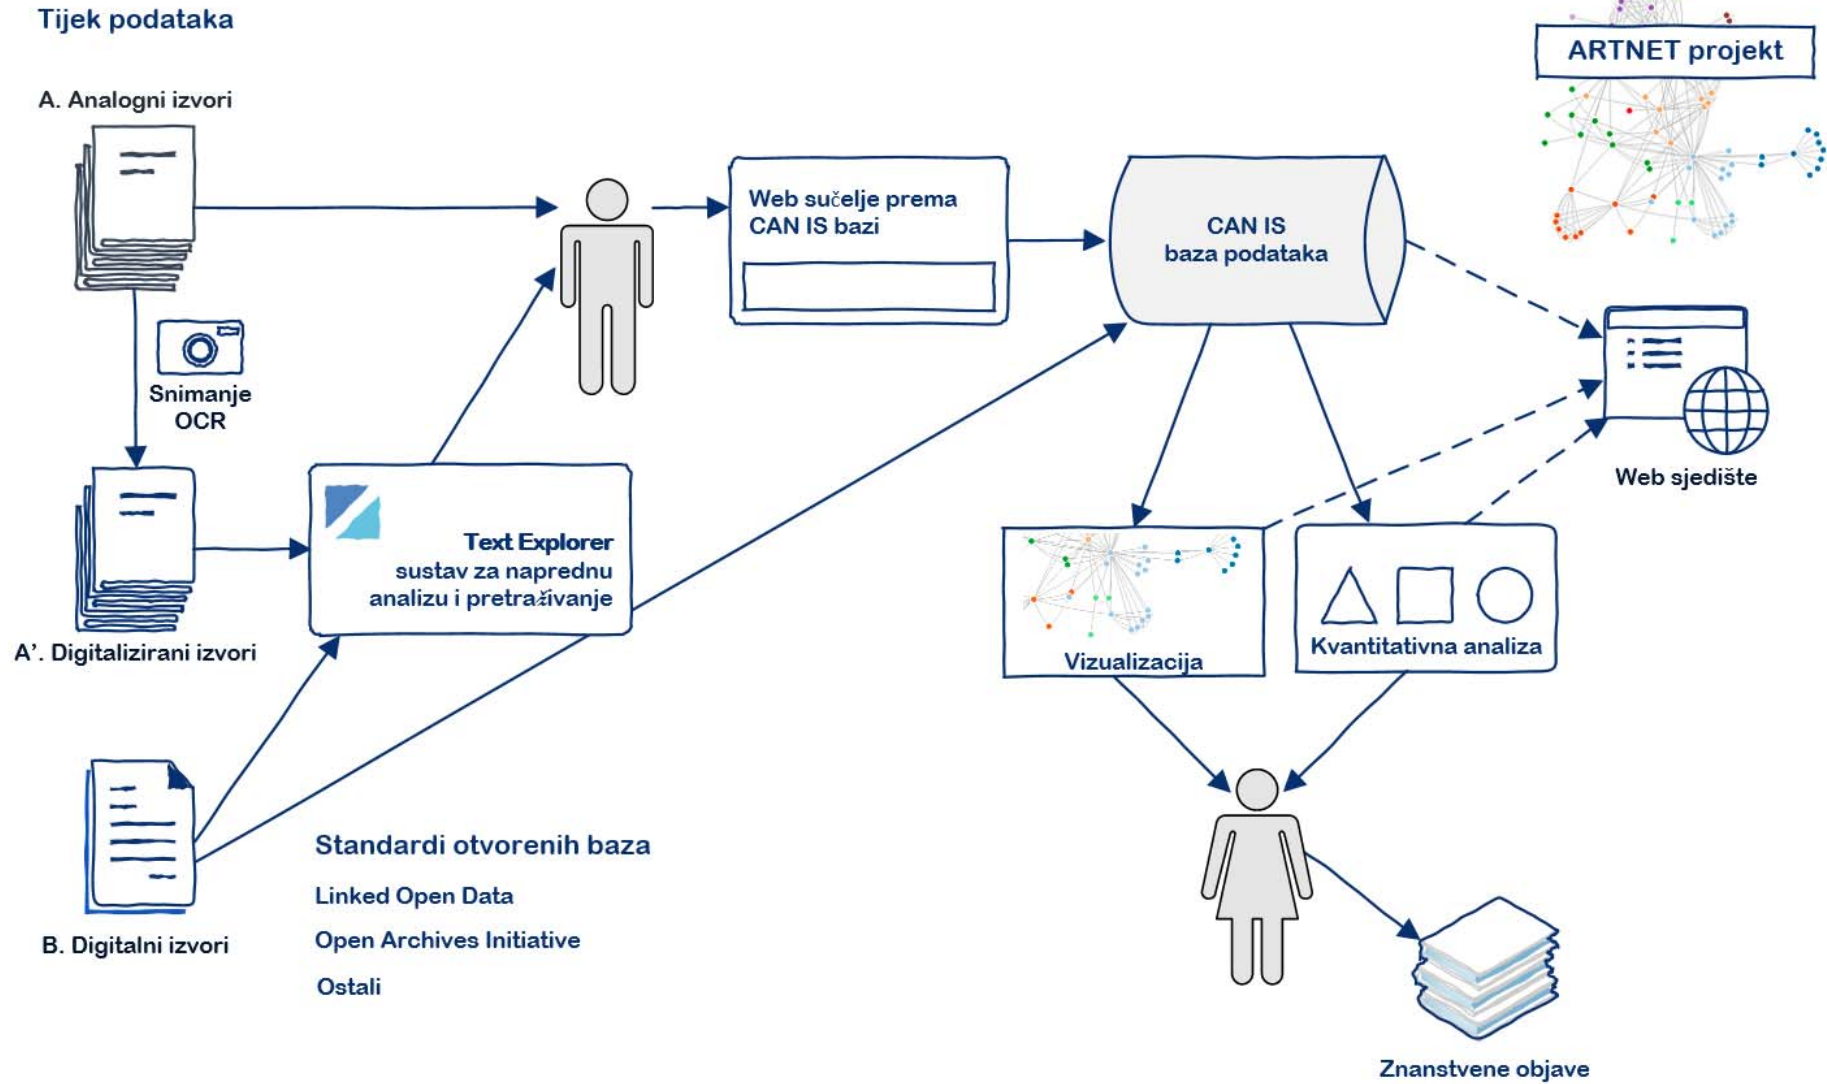 Tijek podataka
ARTNET projekt
A. Analogni izvori
Web sučelje prema
CAN IS bazi
CAN IS
baza podataka
Snimanje
OCR
Web sjedište
Text Explorer
sustav za naprednu
analizu i pretraživanje
A'. Digitalizirani izvori
Vizualizacija
Kvantitativna analiza
Standardi otvorenih baza
Linked Open Data
Open Archives Initiative
Ostali
B. Digitalni izvori
Znanstvene objave